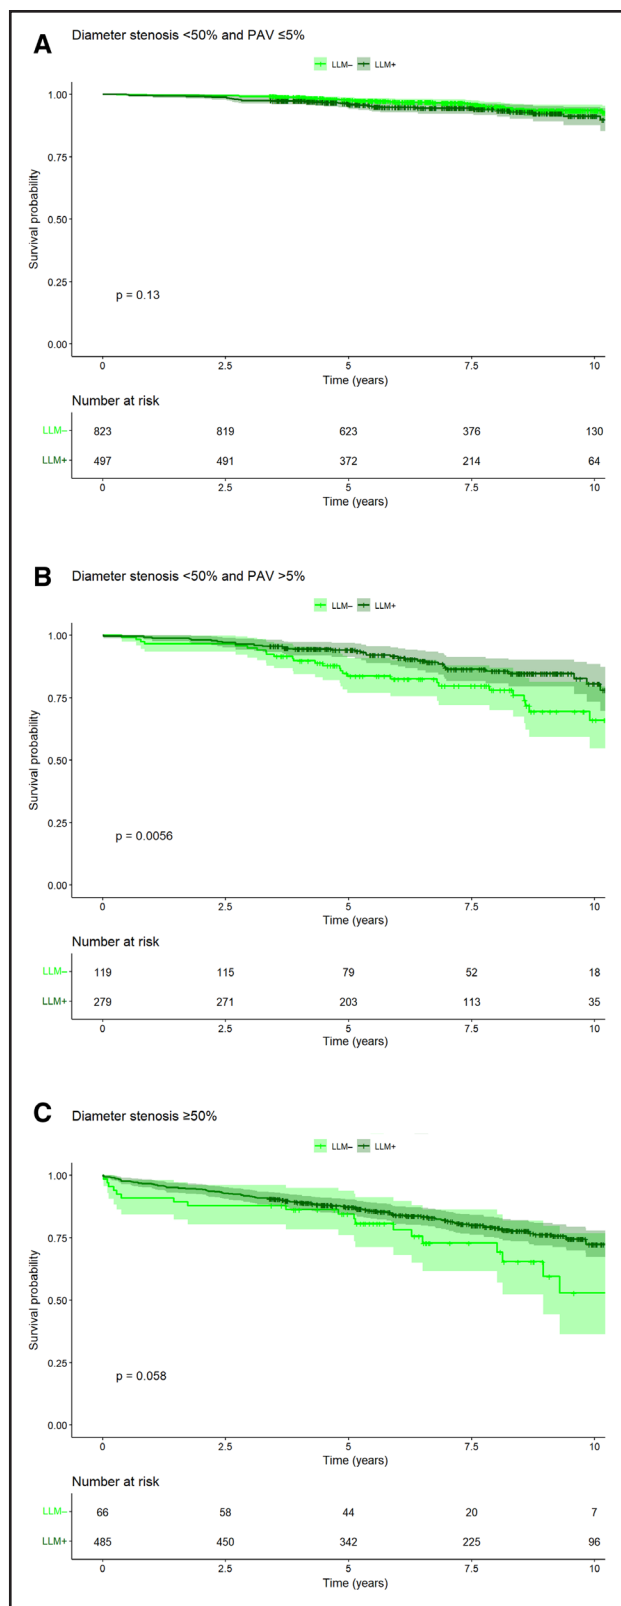 A Diameter stenosis <50% and PAV ≤5%
LLM– LLM+
1.00
0.75
0.50
0.25
0.00
Survival probability
p = 0.13
0 2.5 5 7.5 10
Time (years)
Number at risk
LLM– 823 819 623 376 130
LLM+ 497 491 372 214 64
0 2.5 5 7.5 10
Time (years)
B Diameter stenosis <50% and PAV >5%
LLM– LLM+
1.00
0.75
0.50
0.25
0.00
Survival probability
p = 0.0056
0 2.5 5 7.5 10
Time (years)
Number at risk
LLM– 119 115 79 52 18
LLM+ 279 271 203 113 35
0 2.5 5 7.5 10
Time (years)
C Diameter stenosis ≥50%
LLM– LLM+
1.00
0.75
0.50
0.25
0.00
Survival probability
p = 0.058
0 2.5 5 7.5 10
Time (years)
Number at risk
LLM– 66 58 44 20 7
LLM+ 485 450 342 225 96
0 2.5 5 7.5 10
Time (years)